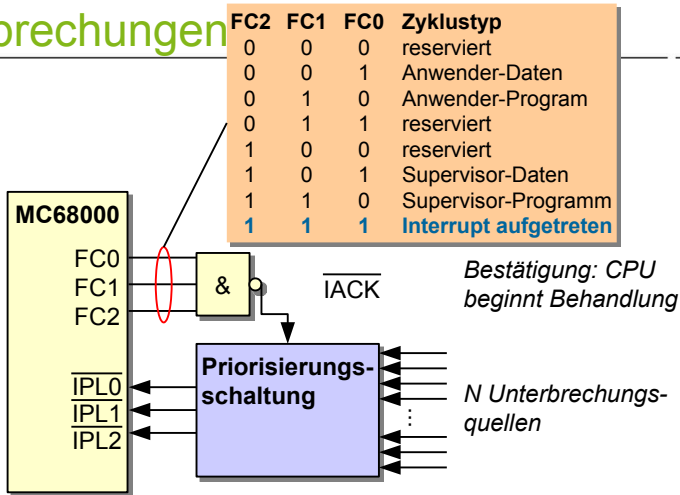 brechungen
FC2 FC1 FC0 Zyklustyp
0 0 0 reserviert
0 0 1 Anwender-Daten
0 1 0 Anwender-Program
0 1 1 reserviert
1 0 0 reserviert
1 0 1 Supervisor-Daten
1 1 0 Supervisor-Programm
1 1 1 Interrupt aufgetreten
MC68000
FC0
FC1
FC2
&
IACK
Bestätigung: CPU
beginnt Behandlung
IPL0
IPL1
IPL2
Priorisierungs-
schaltung
N Unterbrechungs-
quellen
...